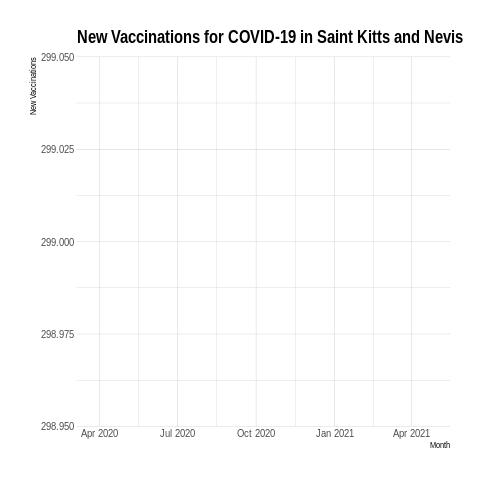 New Vaccinations for COVID-19 in Saint Kitts and Nevis
New Vaccinations
299.050
299.025
299.000
298.975
298.950
Apr 2020 Jul 2020 Oct 2020 Jan 2021 Apr 2021
Month